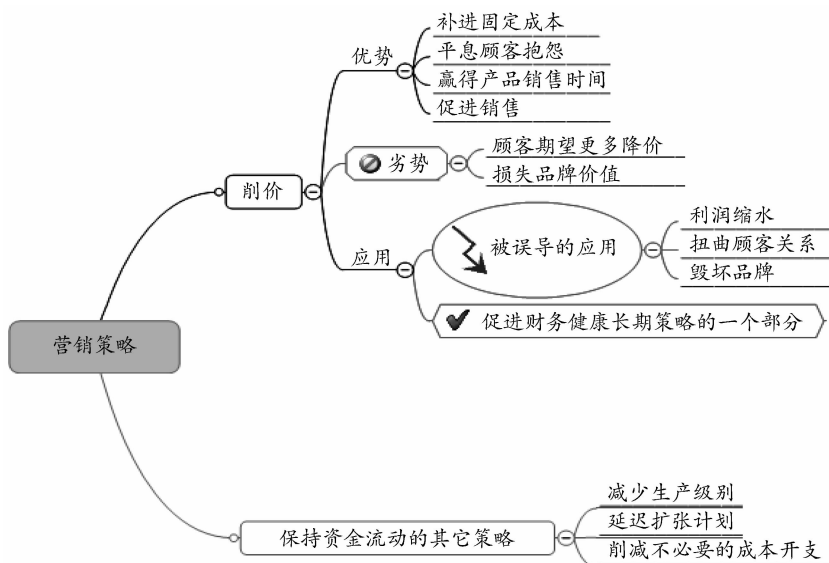 营销策略
削价
优势
补进固定成本
平息顾客抱怨
赢得产品销售时间
促进销售
劣势
顾客期望更多降价
损失品牌价值
应用
被误导的应用
利润缩水
扭曲顾客关系
毁坏品牌
促进财务健康长期策略的一个部分
保持资金流动的其它策略
减少生产级别
延迟扩张计划
削减不必要的成本开支